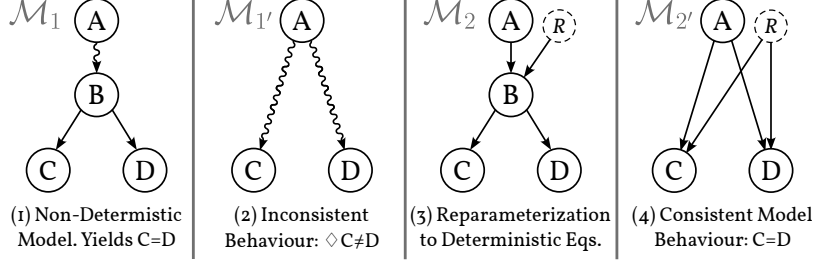 M1
A
B
C
D
(1) Non-Determistic
Model. Yields C=D
M1′
A
C
D
(2) Inconsistent
Behaviour: ♢C≠D
M2
A
R
B
C
D
(3) Reparameterization
to Deterministic Eqs.
M2′
A
R
C
D
(4) Consistent Model
Behaviour: C=D